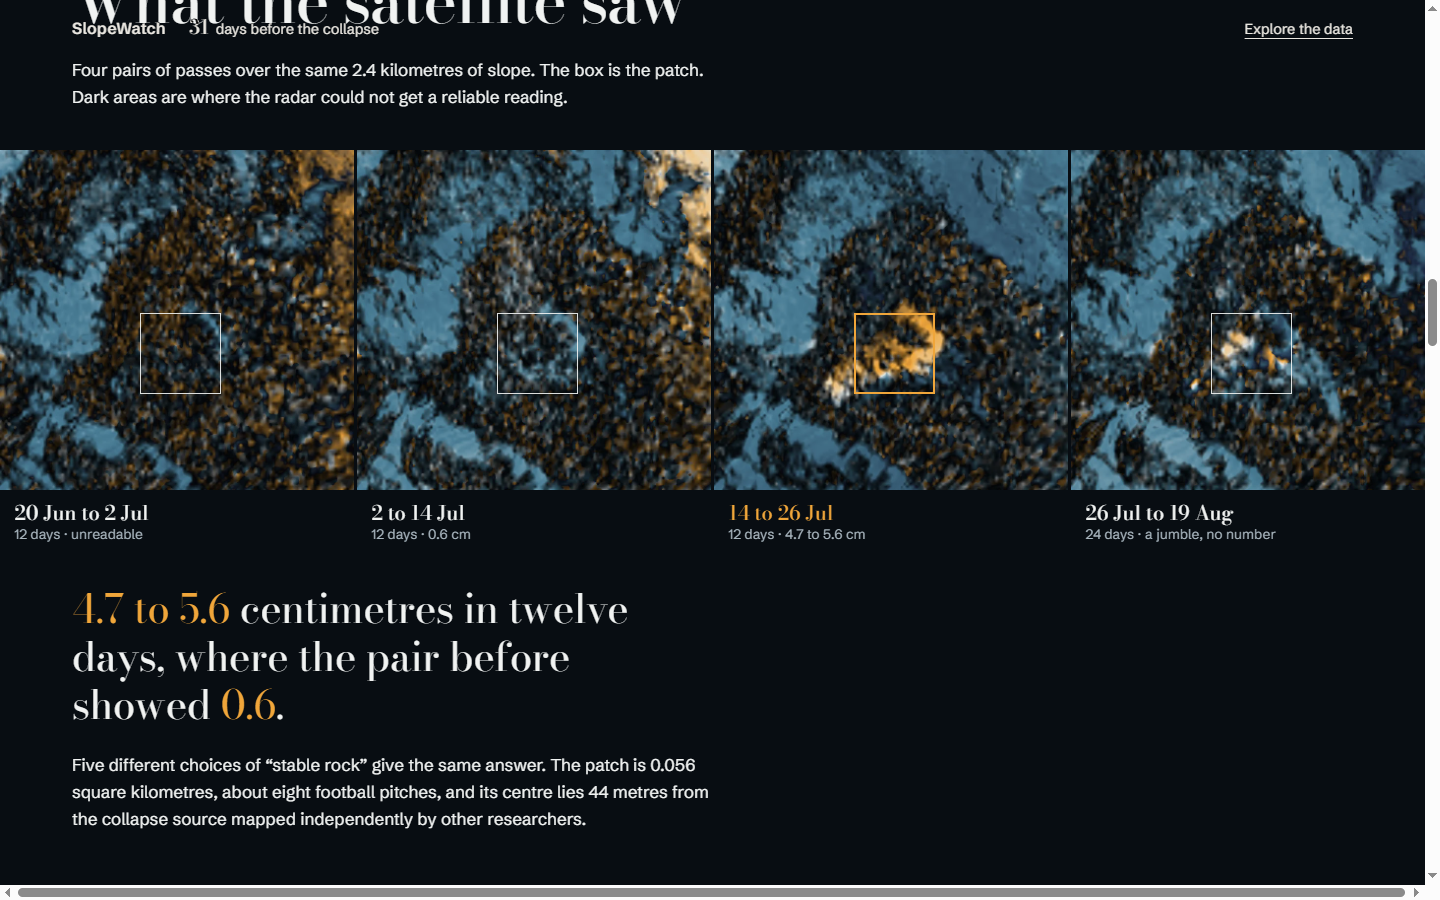 What the satellite saw
SlopeWatch 31 days before the collapse
Explore the data
Four pairs of passes over the same 2.4 kilometres of slope. The box is the patch.
Dark areas are where the radar could not get a reliable reading.
20 Jun to 2 Jul
12 days · unreadable
2 to 14 Jul
12 days · 0.6 cm
14 to 26 Jul
12 days · 4.7 to 5.6 cm
26 Jul to 19 Aug
24 days · a jumble, no number
4.7 to 5.6 centimetres in twelve
days, where the pair before
showed 0.6.
Five different choices of “stable rock” give the same answer. The patch is 0.056
square kilometres, about eight football pitches, and its centre lies 44 metres from
the collapse source mapped independently by other researchers.